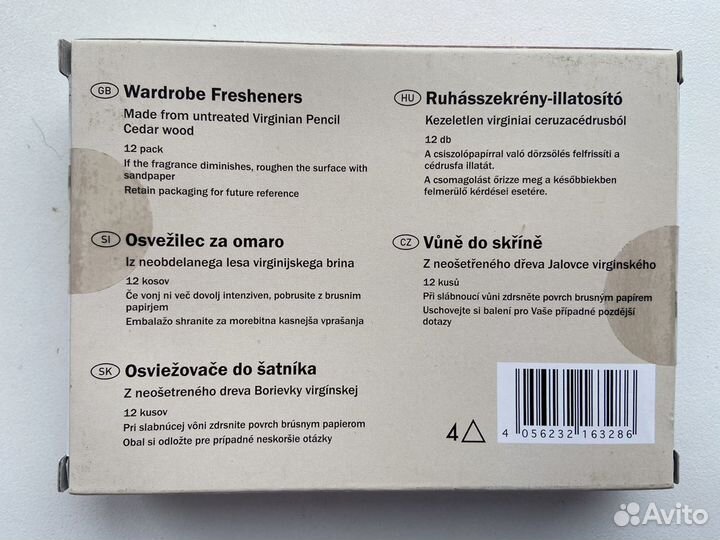 GB Wardrobe Fresheners
Made from untreated Virginian Pencil
Cedar wood
12 pack
If the fragrance diminishes, roughen the surface with
sandpaper
Retain packaging for future reference
HU Ruhásszekrény-illatosító
Kezeletlen virginiai ceruzacédrusból
12 db
A csiszolópapírral való dörzsölés felfrissíti a
cédrusfa illatát.
A csomagolást őrizze meg a későbbiekben
felmerülő kérdései esetére.
SI Osvežilec za omaro
Iz neobdelanega lesa virginijskega brina
12 kosov
Če vonj ni več dovolj intenziven, pobrusite z brusnim
papirjem
Embalažo shranite za morebitna kasnejša vprašanja
CZ Vůně do skříně
Z neošetřeného dřeva Jalovce virginského
12 kusů
Při slábnoucí vůni zdrsněte povrch brusným papírem
Uschovejte si balení pro Vaše případné pozdější
dotazy
SK Osviežovače do šatníka
Z neošetreného dreva Borievky virgínskej
12 kusov
Pri slabnúcej vôni zdrsnite povrch brúsnym papierom
Obal si odložte pre prípadné neskoršie otázky
4
4 056232 163286
Avito